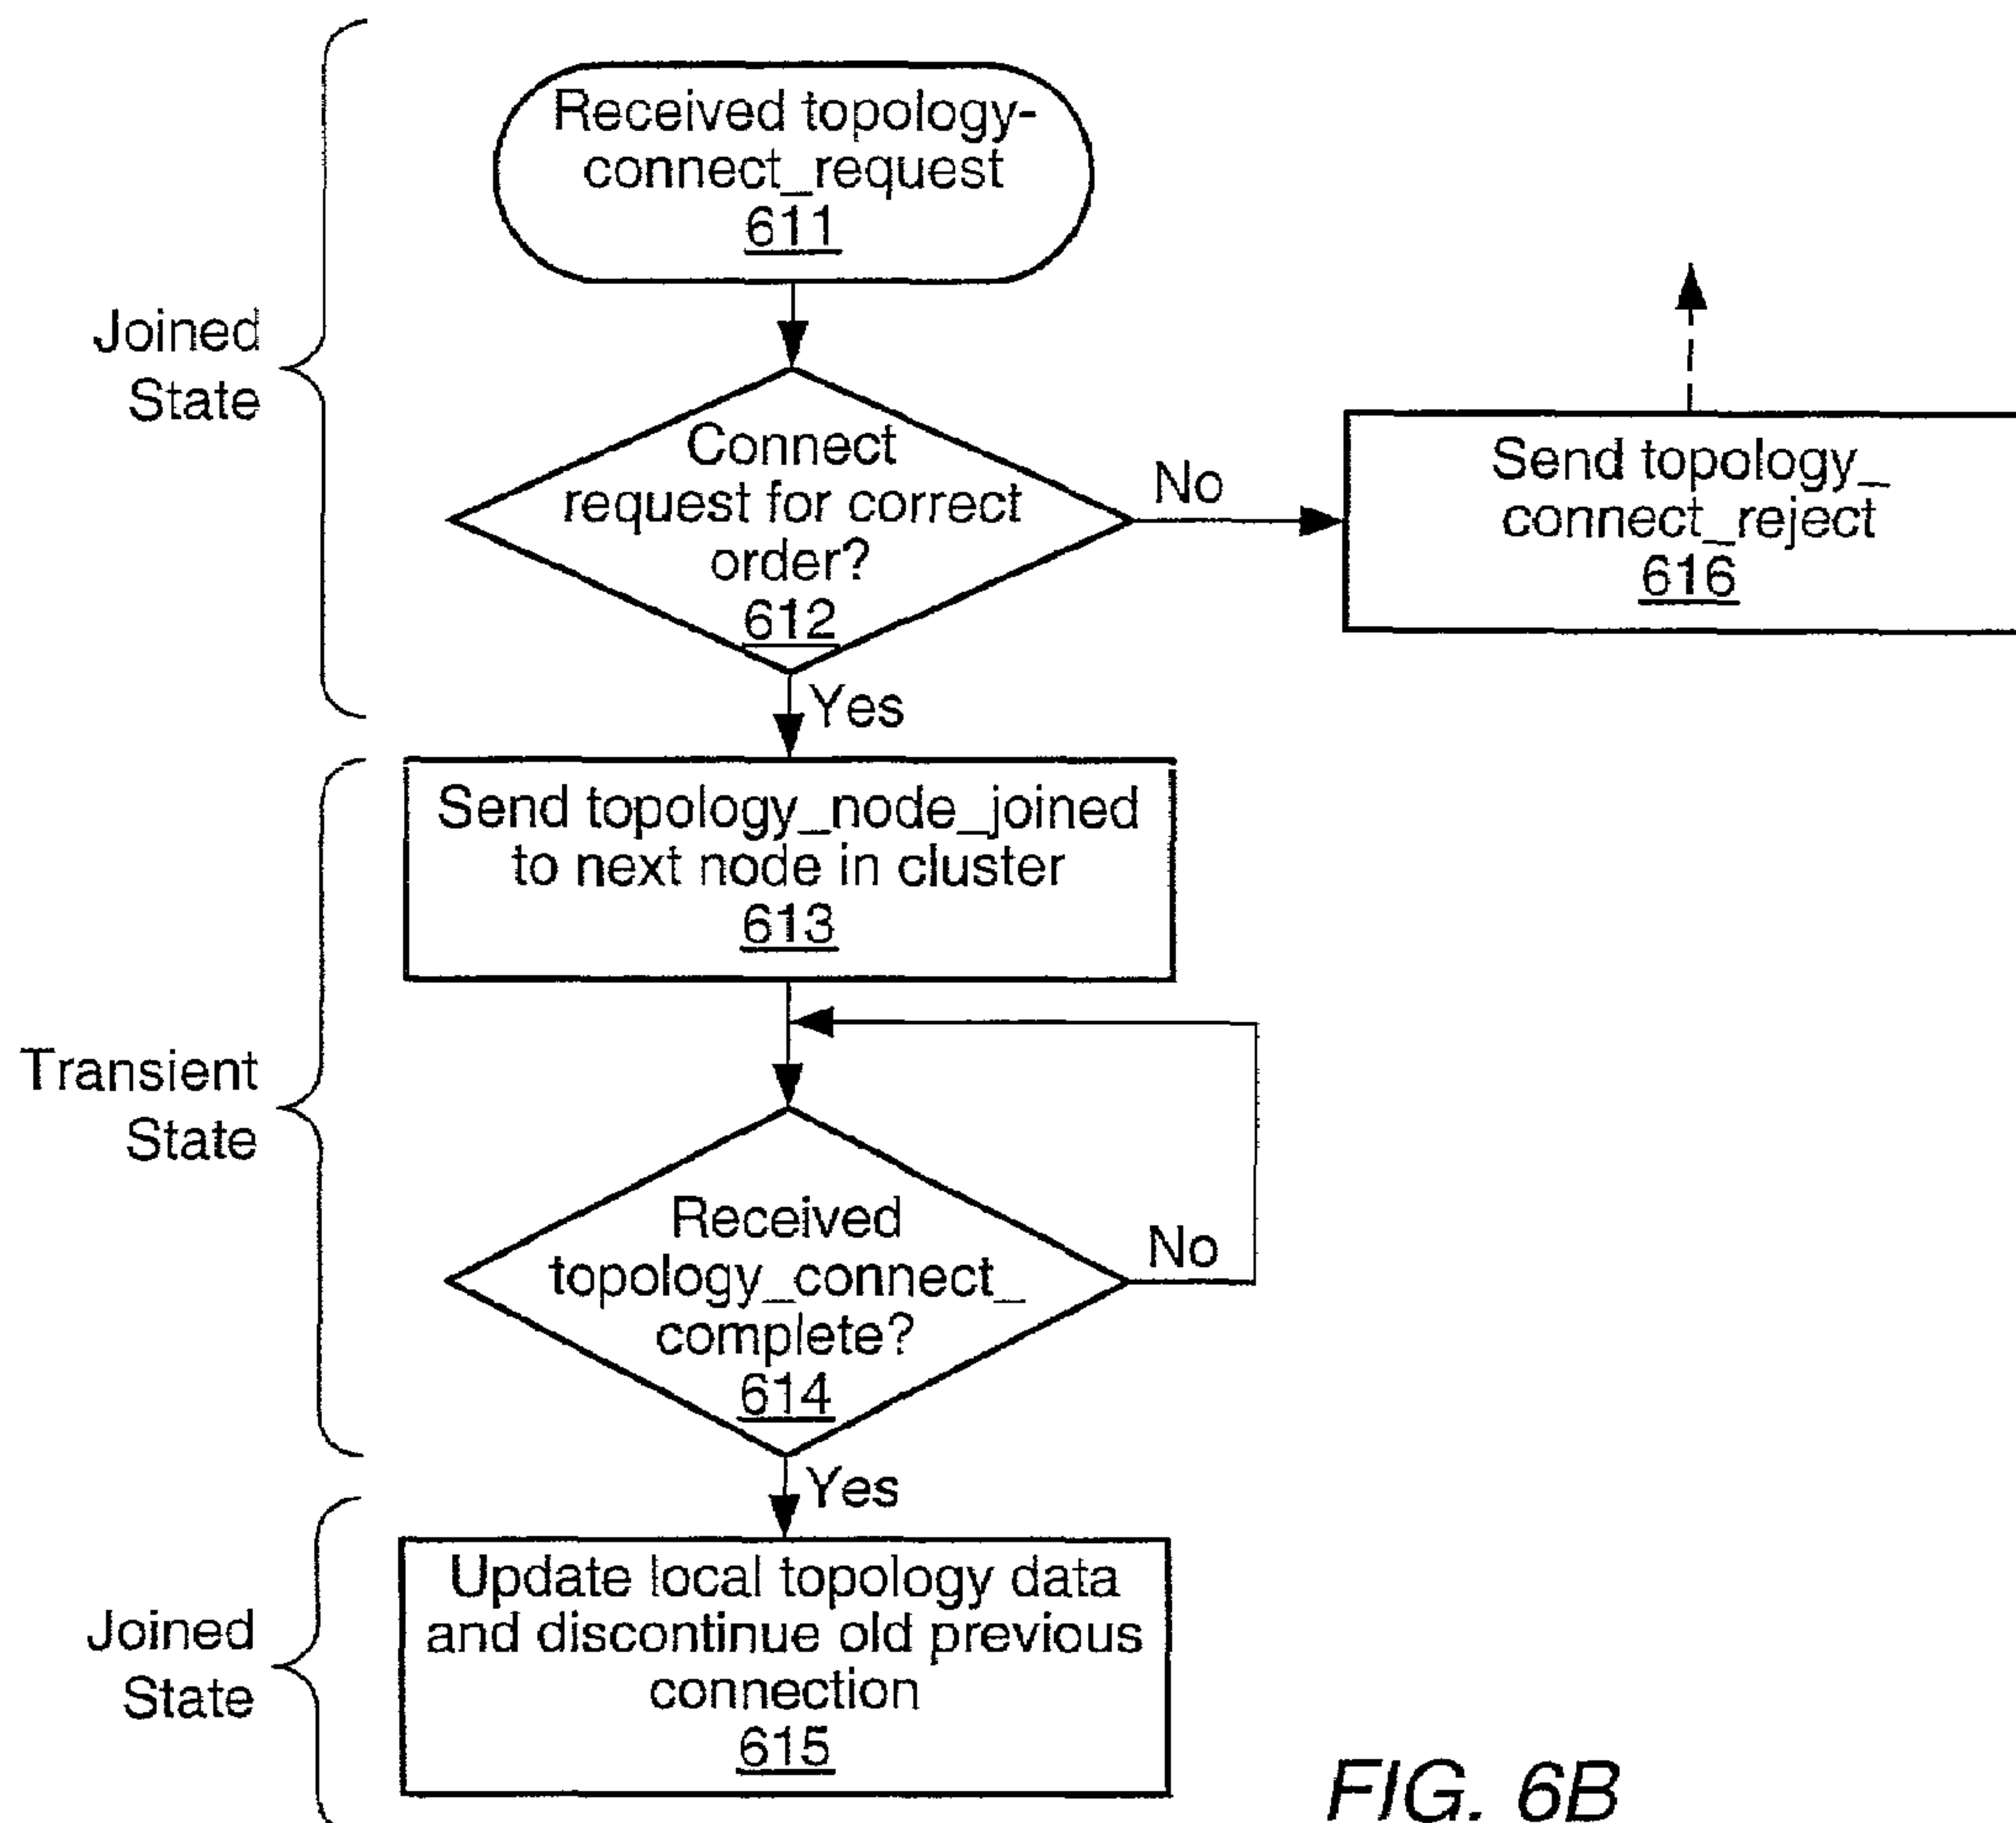 Received topology-
connect_request
611
Joined
State
Connect
request for correct
order?
612
No
Send topology_
connect_reject
616
Yes
Send topology_node_joined
to next node in cluster
613
Transient
State
Received
topology_connect_
complete?
614
No
Yes
Joined
State
Update local topology data
and discontinue old previous
connection
615
FIG. 6B